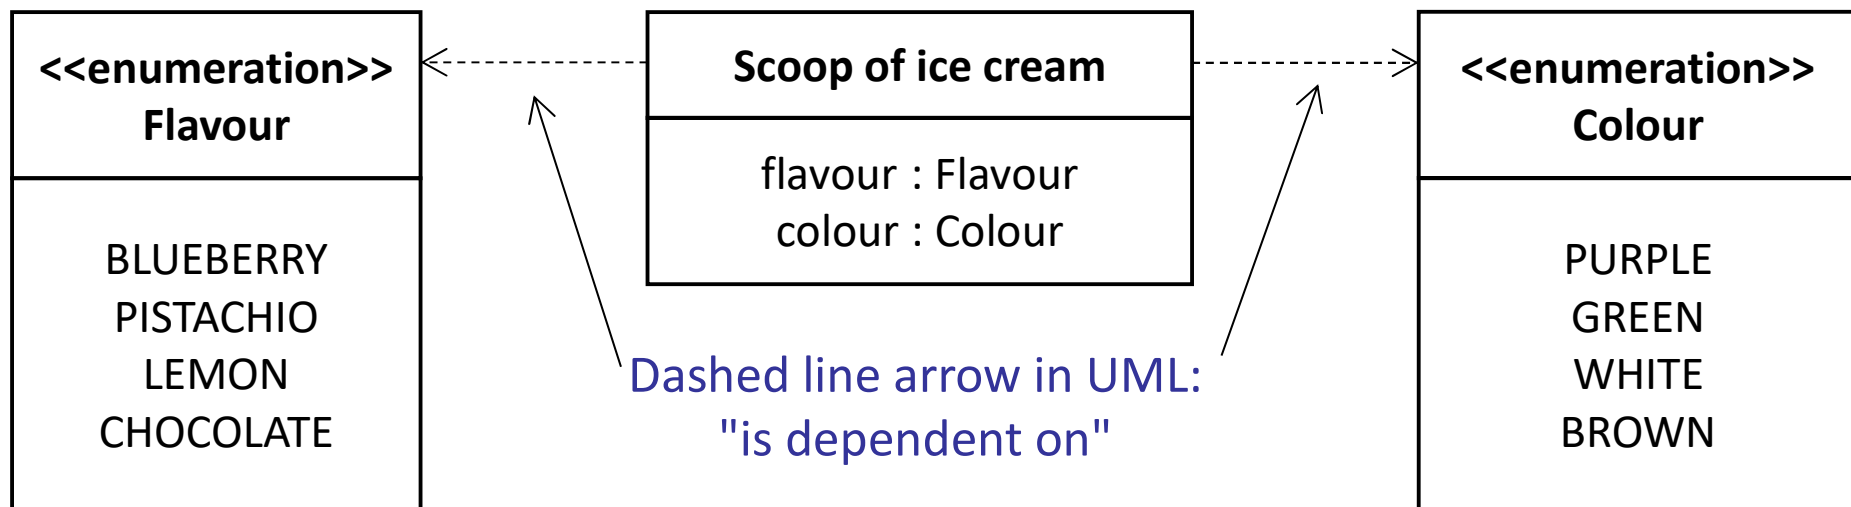 <<enumeration>>
Flavour
BLUEBERRY
PISTACHIO
LEMON
CHOCOLATE
Scoop of ice cream
flavour : Flavour
colour : Colour
Dashed line arrow in UML:
"is dependent on"
<<enumeration>>
Colour
PURPLE
GREEN
WHITE
BROWN